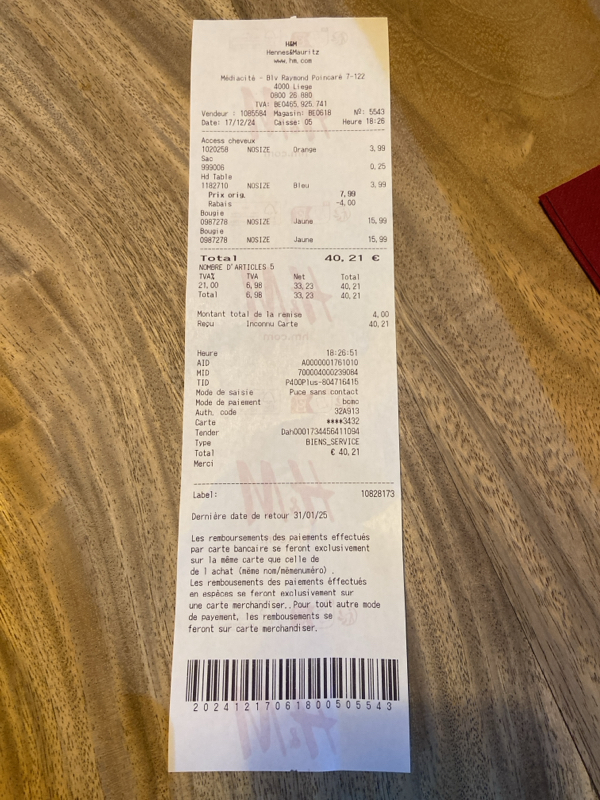 H&M
Hennes&Mauritz
www.hm.com
Médiacité - Blv Raymond Poincaré 7-122
4000 Liege
0800 26 880
TVA: BE0465.925.741
Vendeur : 1085584 Magasin: BE0618 Nº: 5543
Date: 17/12/24 Caisse: 05 Heure 18:26
Access cheveux
1020258 NOSIZE Orange 3,99
Sac
999006 0,25
Hd Table
1182710 NOSIZE Bleu 3,99
Prix orig. 7,99
Rabais -4,00
Bougie
0987278 NOSIZE Jaune 15,99
Bougie
0987278 NOSIZE Jaune 15,99
Total 40,21 €
NOMBRE D'ARTICLES 5
TVA% TVA Net Total
21,00 6,98 33,23 40,21
Total 6,98 33,23 40,21
Montant total de la remise 4,00
Reçu Inconnu Carte 40,21
Heure 18:26:51
AID A0000001761010
MID 700004000239084
TID P400Plus-804716415
Mode de saisie Puce sans contact
Mode de paiement bcmc
Auth. code 32A913
Carte ****3432
Tender Dah0001734456411094
Type BIENS_SERVICE
Total € 40,21
Merci
Label: 10828173
Dernière date de retour 31/01/25
Les remboursements des paiements effectués
par carte bancaire se feront exclusivement
sur la même carte que celle de
de l achat (même nom/mêmenuméro) .
Les rembousements des paiements éffectués
en espèces se feront exclusivement sur
une carte merchandiser.. Pour tout autre mode
de payement, les rembousements se
feront sur carte merchandiser.
2024121706180050 5543